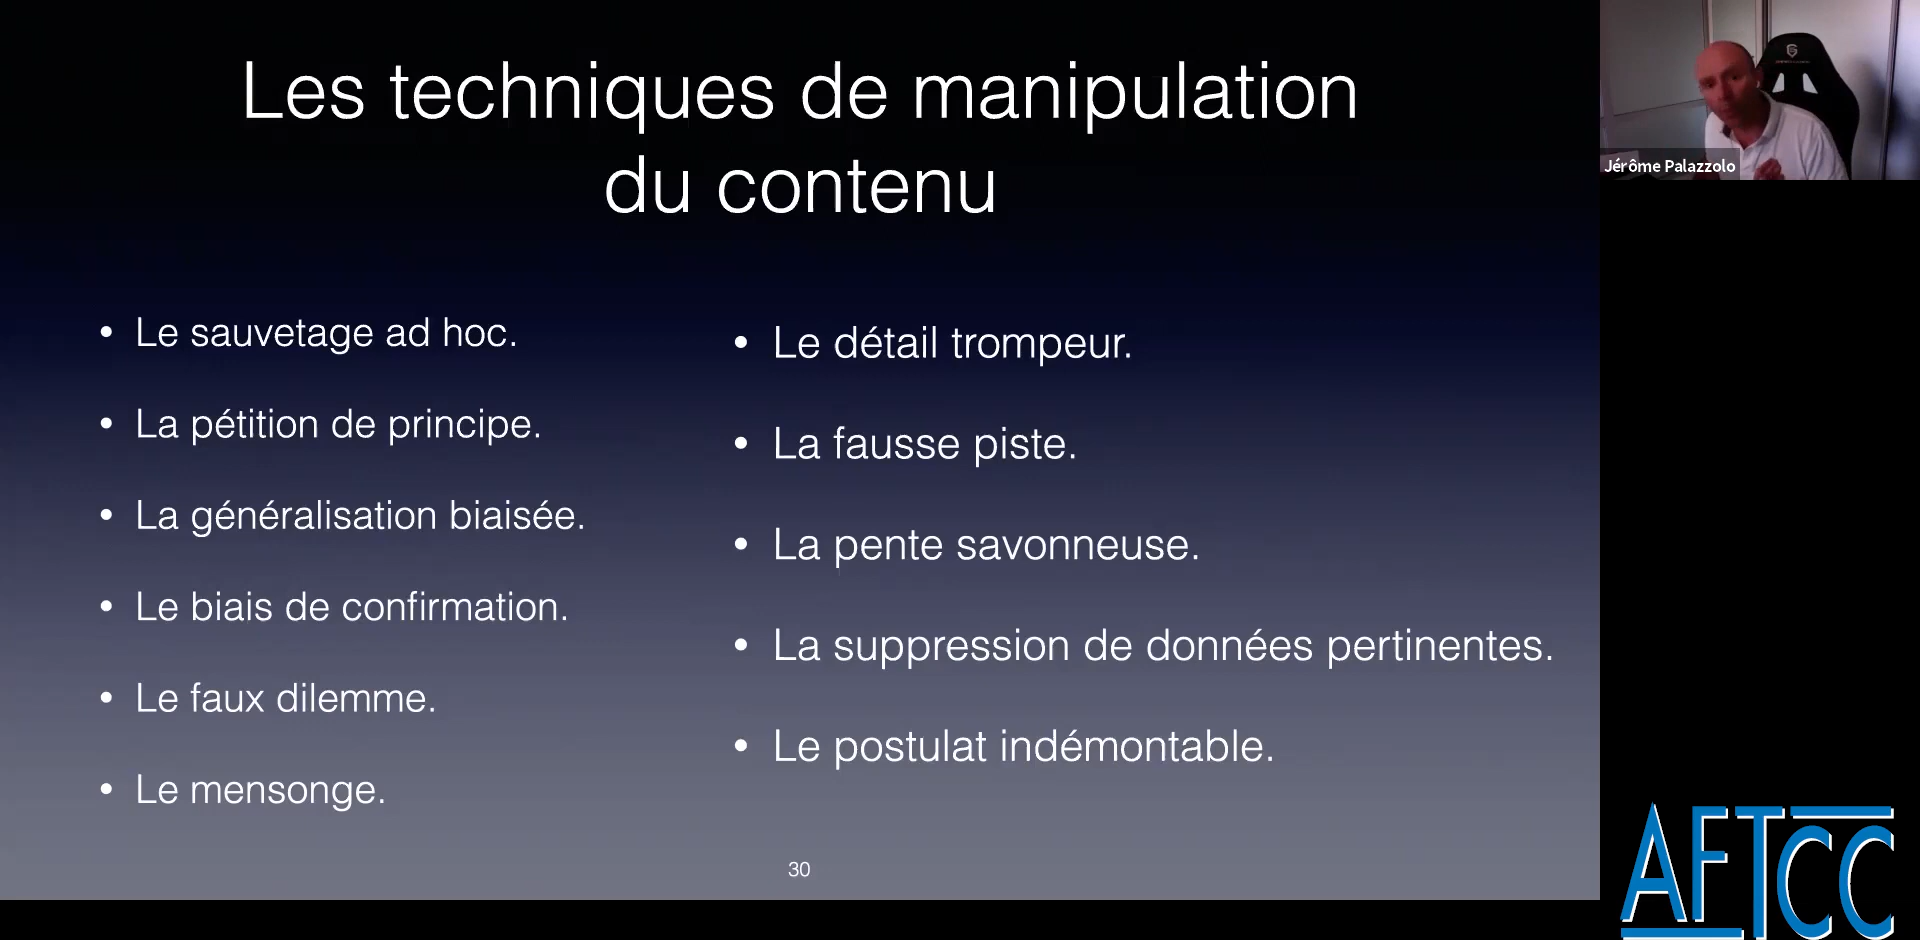 Les techniques de manipulation
du contenu
• Le sauvetage ad hoc.
• La pétition de principe.
• La généralisation biaisée.
• Le biais de confirmation.
• Le faux dilemme.
• Le mensonge.
• Le détail trompeur.
• La fausse piste.
• La pente savonneuse.
• La suppression de données pertinentes.
• Le postulat indémontable.
30
Jérôme Palazzolo
AFTCC